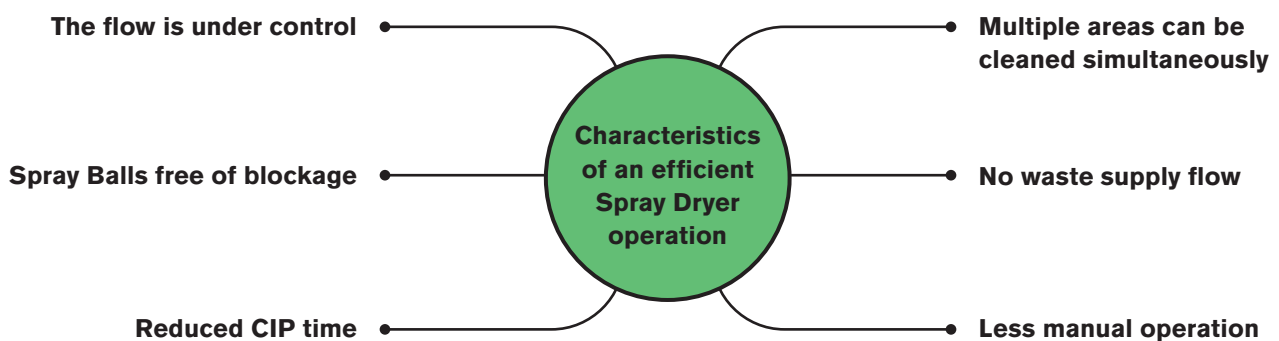 The flow is under control
Multiple areas can be
cleaned simultaneously
Characteristics
of an efficient
Spray Dryer
operation
Spray Balls free of blockage
No waste supply flow
Reduced CIP time
Less manual operation